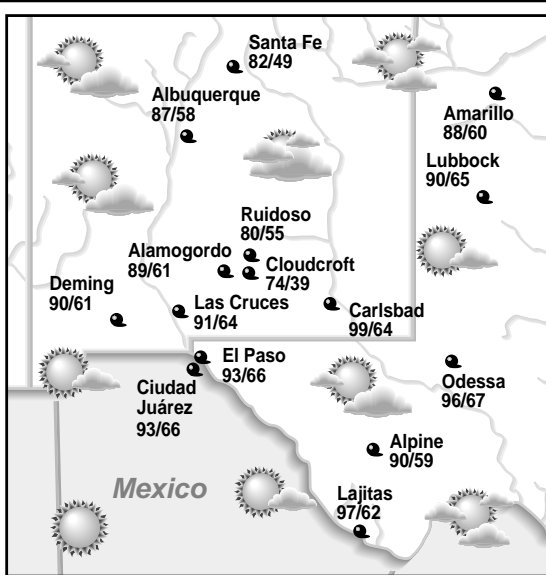 Santa Fe
82/49
Albuquerque
87/58
Amarillo
88/60
Lubbock
90/65
Ruidoso
80/55
Alamogordo
89/61
Cloudcroft
74/39
Deming
90/61
Las Cruces
91/64
Carlsbad
99/64
El Paso
93/66
Ciudad
Juárez
93/66
Odessa
96/67
Alpine
90/59
Mexico
Lajitas
97/62